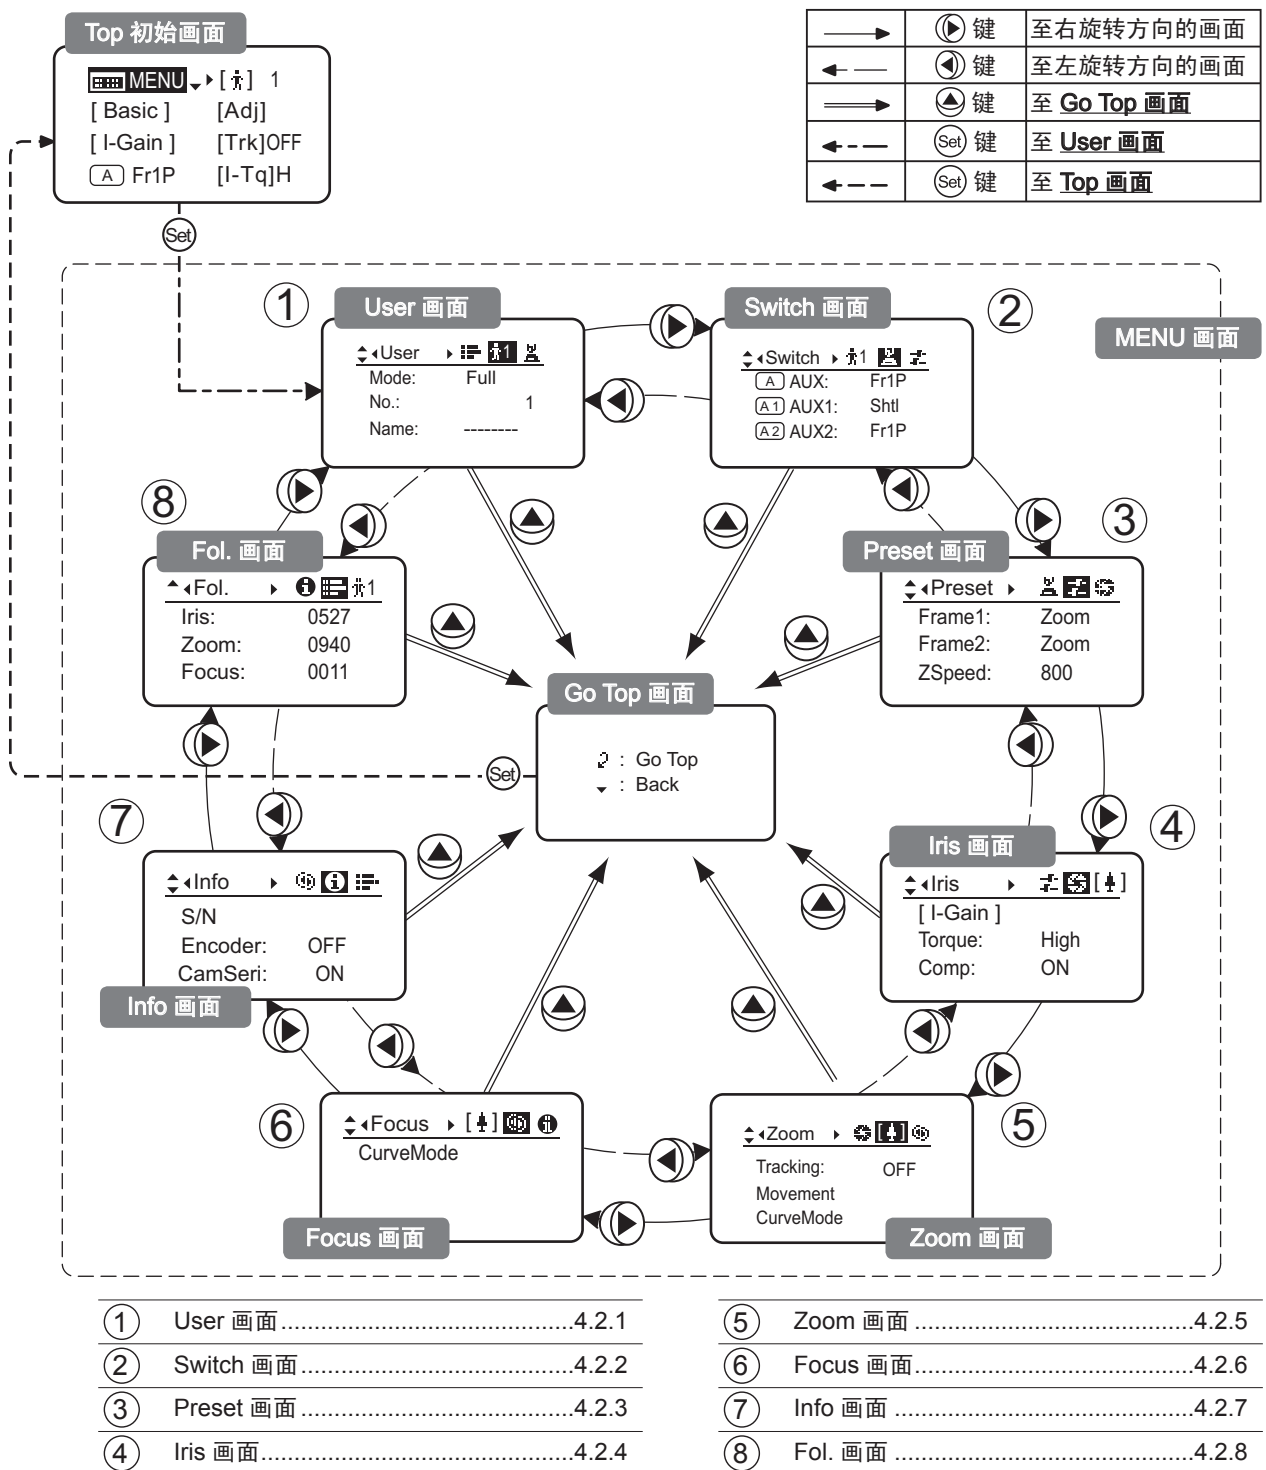 Top 初始画面
MENU [ ] 1
[ Basic ] [Adj]
[ I-Gain ] [Trk]OFF
A Fr1P [I-Tq]H
Set
键 至右旋转方向的画面
键 至左旋转方向的画面
键 至 Go Top 画面
Set 键 至 User 画面
Set 键 至 Top 画面
MENU 画面
① User 画面
User 1
Mode: Full
No.: 1
Name: --------
② Switch 画面
Switch 1
A AUX: Fr1P
A1 AUX1: Shtl
A2 AUX2: Fr1P
⑧ Fol. 画面
Fol. 1
Iris: 0527
Zoom: 0940
Focus: 0011
③ Preset 画面
Preset
Frame1: Zoom
Frame2: Zoom
ZSpeed: 800
Go Top 画面
: Go Top
: Back
Set
⑦
Info
S/N
Encoder: OFF
CamSeri: ON
Info 画面
④ Iris 画面
Iris
[ I-Gain ]
Torque: High
Comp: ON
⑥
Focus
CurveMode
Focus 画面
⑤
Zoom
Tracking: OFF
Movement
CurveMode
Zoom 画面
① User 画面............................................4.2.1
② Switch 画面.........................................4.2.2
③ Preset 画面.........................................4.2.3
④ Iris 画面...............................................4.2.4
⑤ Zoom 画面..........................................4.2.5
⑥ Focus 画面..........................................4.2.6
⑦ Info 画面.............................................4.2.7
⑧ Fol. 画面.............................................4.2.8